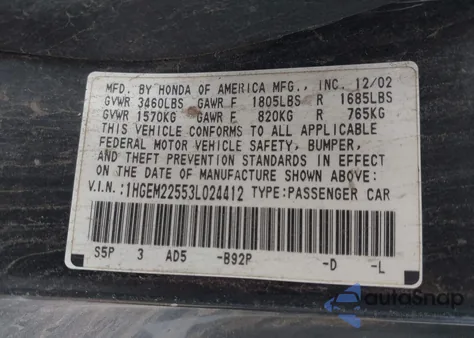 MFD. BY HONDA OF AMERICA MFG., INC. 12/02
GVWR 3460LBS GAWR F 1805LBS R 1685LBS
GVWR 1570KG GAWR F 820KG R 765KG
THIS VEHICLE CONFORMS TO ALL APPLICABLE
FEDERAL MOTOR VEHICLE SAFETY, BUMPER,
AND THEFT PREVENTION STANDARDS IN EFFECT
ON THE DATE OF MANUFACTURE SHOWN ABOVE:
V.I.N.:1HGEM22553L024412 TYPE:PASSENGER CAR
S5P 3 AD5 -B92P -D -L
autoSnap